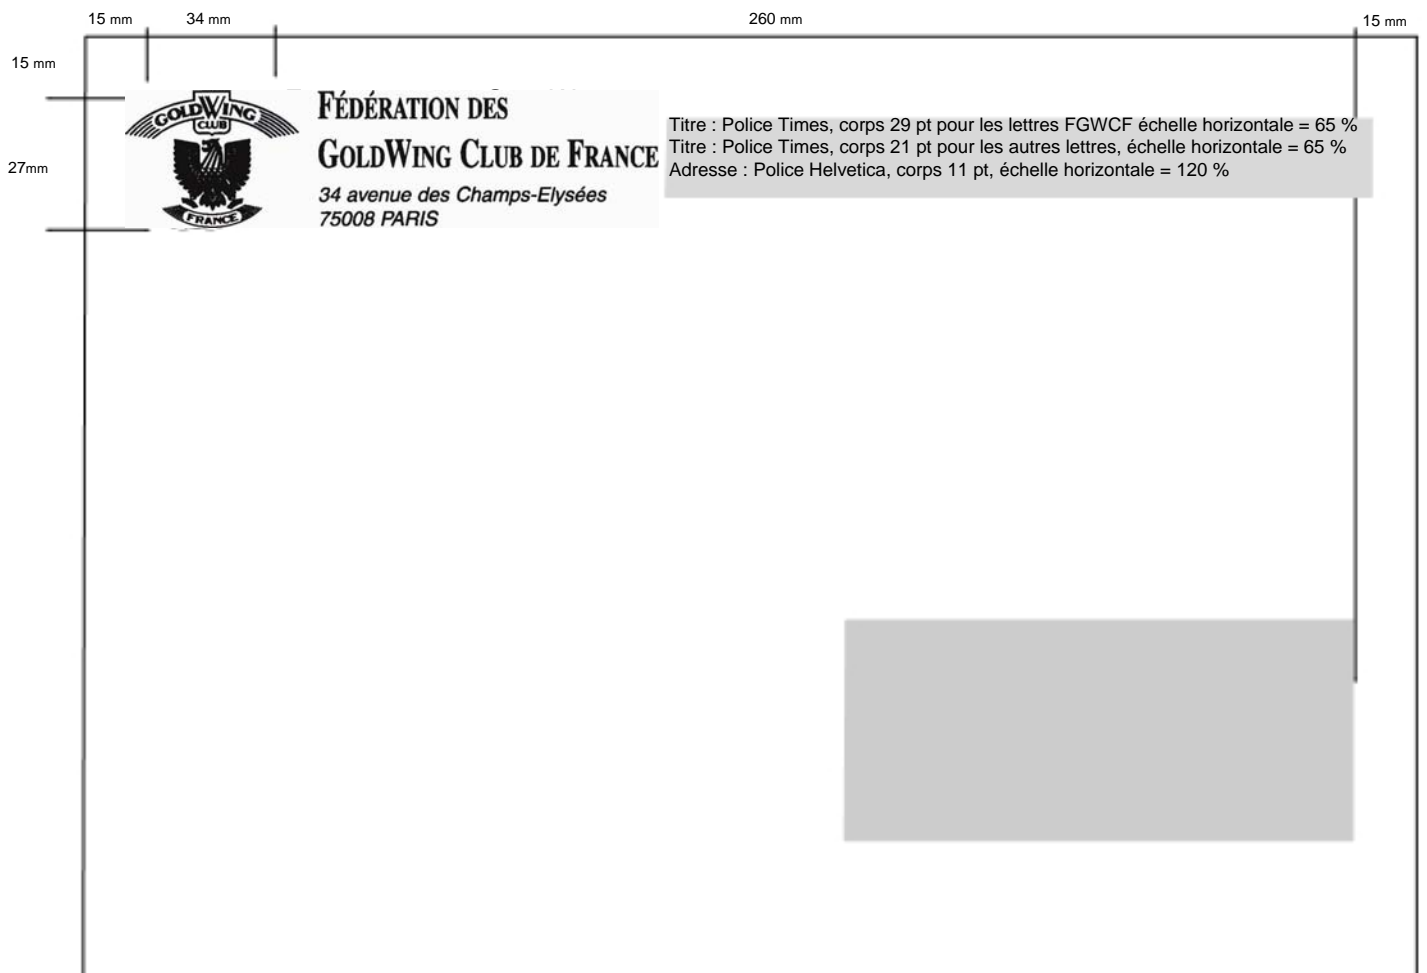 15 mm 34 mm 260 mm 15 mm
15 mm
GOLDWING
CLUB
FRANCE
FÉDÉRATION DES
GOLDWING CLUB DE FRANCE
34 avenue des Champs-Elysées
75008 PARIS
Titre : Police Times, corps 29 pt pour les lettres FGWCF échelle horizontale = 65 %
Titre : Police Times, corps 21 pt pour les autres lettres, échelle horizontale = 65 %
Adresse : Police Helvetica, corps 11 pt, échelle horizontale = 120 %
27mm